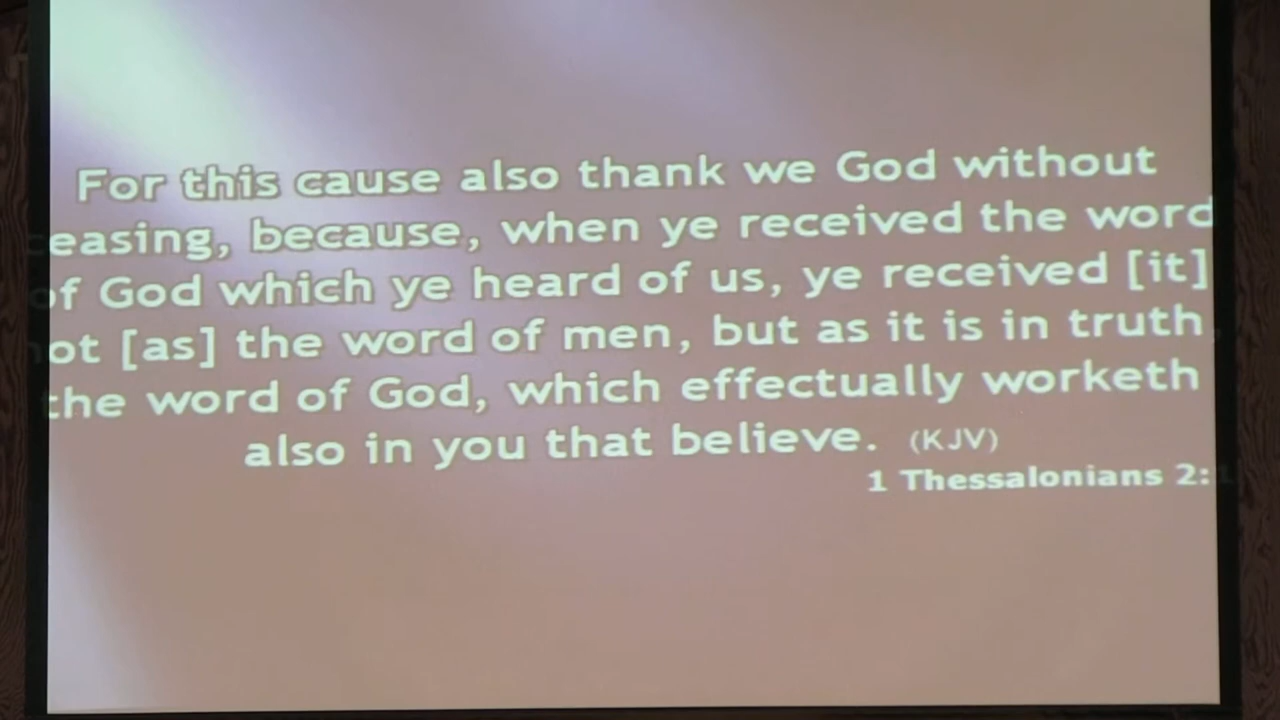 For this cause also thank we God without
ceasing, because, when ye received the word
of God which ye heard of us, ye received [it]
not [as] the word of men, but as it is in truth,
the word of God, which effectually worketh
also in you that believe. (KJV)
1 Thessalonians 2: